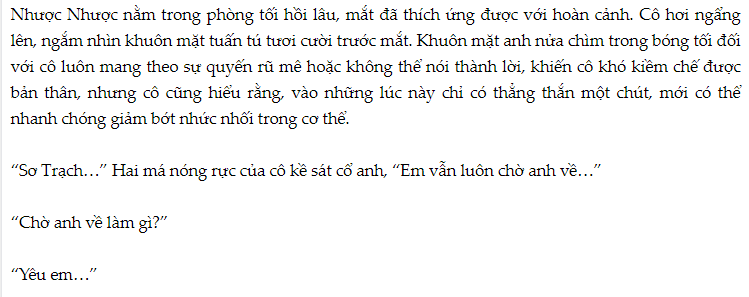 Nhược Nhược nằm trong phòng tối hồi lâu, mắt đã thích ứng được với hoàn cảnh. Cô hơi ngẩng
lên, ngắm nhìn khuôn mặt tuấn tú tươi cười trước mắt. Khuôn mặt anh nửa chìm trong bóng tối đối
với cô luôn mang theo sự quyến rũ mê hoặc không thể nói thành lời, khiến cô khó kiềm chế được
bản thân, nhưng cô cũng hiểu rằng, vào những lúc này chỉ có thẳng thắn một chút, mới có thể
nhanh chóng giảm bớt nhức nhối trong cơ thể.
“Sơ Trạch…” Hai má nóng rực của cô kề sát cổ anh, “Em vẫn luôn chờ anh về…”
“Chờ anh về làm gì?”
“Yêu em…”